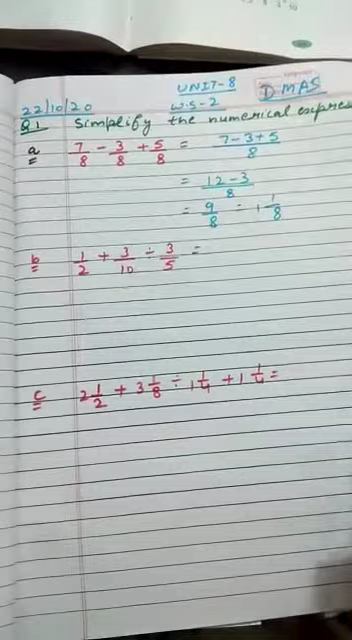 UNIT-8
22/10/20 W.S-2 DMAS
Q1 Simplify the numerical express
a 7/8 - 3/8 + 5/8 = 7-3+5/8
= 12-3/8
= 9/8 = 1 1/8
b 1/2 + 3/10 ÷ 3/5 =
c 2 1/2 + 3 1/8 ÷ 1 1/4 + 1 1/4 =